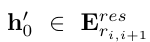 𝐡′₀ ∈ 𝐄^{res}_{r_{i,i+1}}